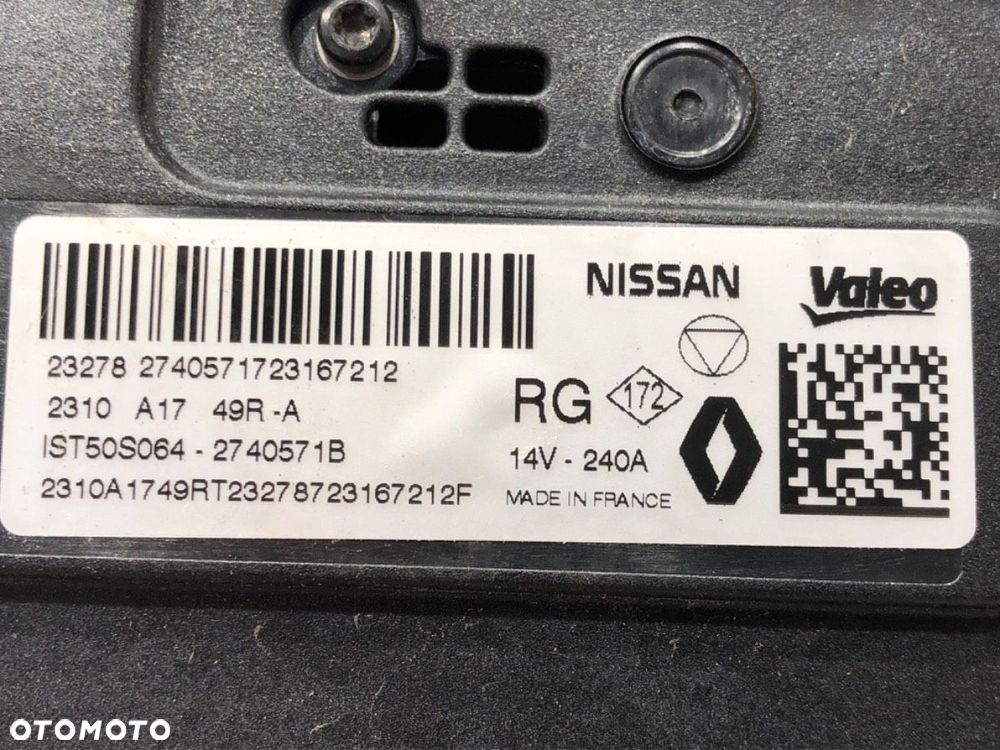 NISSAN
Valeo
23278 2740571723167212
2310 A17 49R -A
IST50S064 - 2740571B
2310A1749RT23278723167212F
RG 172
14V - 240A
MADE IN FRANCE
OTOMOTO